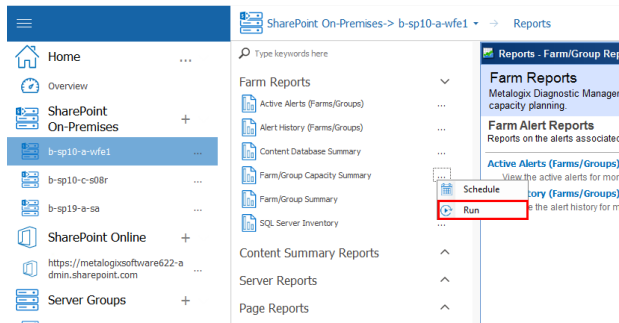 SharePoint On-Premises-> b-sp10-a-wfe1 → Reports
Home ...
Overview
SharePoint
On-Premises +
b-sp10-a-wfe1 ...
b-sp10-c-s08r ...
b-sp19-a-sa ...
SharePoint Online +
https://metalogixsoftware622-a
dmin.sharepoint.com ...
Server Groups +
Type keywords here
Farm Reports
Active Alerts (Farms/Groups) ...
Alert History (Farms/Groups) ...
Content Database Summary ...
Farm/Group Capacity Summary ...
Farm/Group Summary
SQL Server Inventory ...
Content Summary Reports
Server Reports
Page Reports
Schedule
Run
Reports - Farm/Group Rep
Farm Reports
Metalogix Diagnostic Manager
capacity planning.
Farm Alert Reports
Reports on the alerts associated
Active Alerts (Farms/Groups)
View the active alerts for mor
ory (Farms/Groups)
the alert history for m